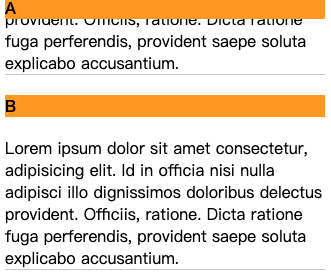 A
provident. Officiis, ratione. Dicta ratione
fuga perferendis, provident saepe soluta
explicabo accusantium.
B
Lorem ipsum dolor sit amet consectetur,
adipisicing elit. Id in officia nisi nulla
adipisci illo dignissimos doloribus delectus
provident. Officiis, ratione. Dicta ratione
fuga perferendis, provident saepe soluta
explicabo accusantium.